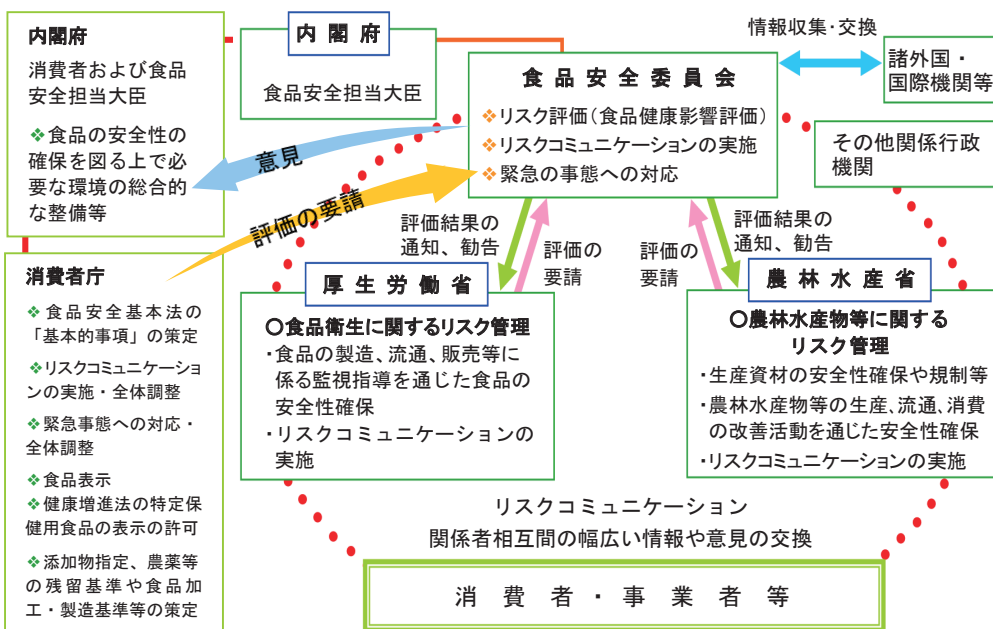 内閣府
消費者および食品
安全担当大臣
❖食品の安全性の
確保を図る上で必
要な環境の総合的
な整備等
内閣府
食品安全担当大臣
食品安全委員会
❖リスク評価(食品健康影響評価)
❖リスクコミュニケーションの実施
❖緊急の事態への対応
情報収集･交換
諸外国・
国際機関等
その他関係行政
機関
意見
評価の要請
評価結果の
通知、勧告
評価の
要請
評価の
要請
評価結果の
通知、勧告
消費者庁
❖食品安全基本法の
「基本的事項」の策定
❖リスクコミュニケーショ
ンの実施・全体調整
❖緊急事態への対応・
全体調整
❖食品表示
❖健康増進法の特定保
健用食品の表示の許可
❖添加物指定、農薬等
の残留基準や食品加
工・製造基準等の策定
厚生労働省
○食品衛生に関するリスク管理
・食品の製造、流通、販売等に
係る監視指導を通じた食品の
安全性確保
・リスクコミュニケーションの
実施
農林水産省
○農林水産物等に関する
リスク管理
・生産資材の安全性確保や規制等
・農林水産物等の生産、流通、消費
の改善活動を通じた安全性確保
・リスクコミュニケーションの実施
リスクコミュニケーション
関係者相互間の幅広い情報や意見の交換
消費者・事業者等